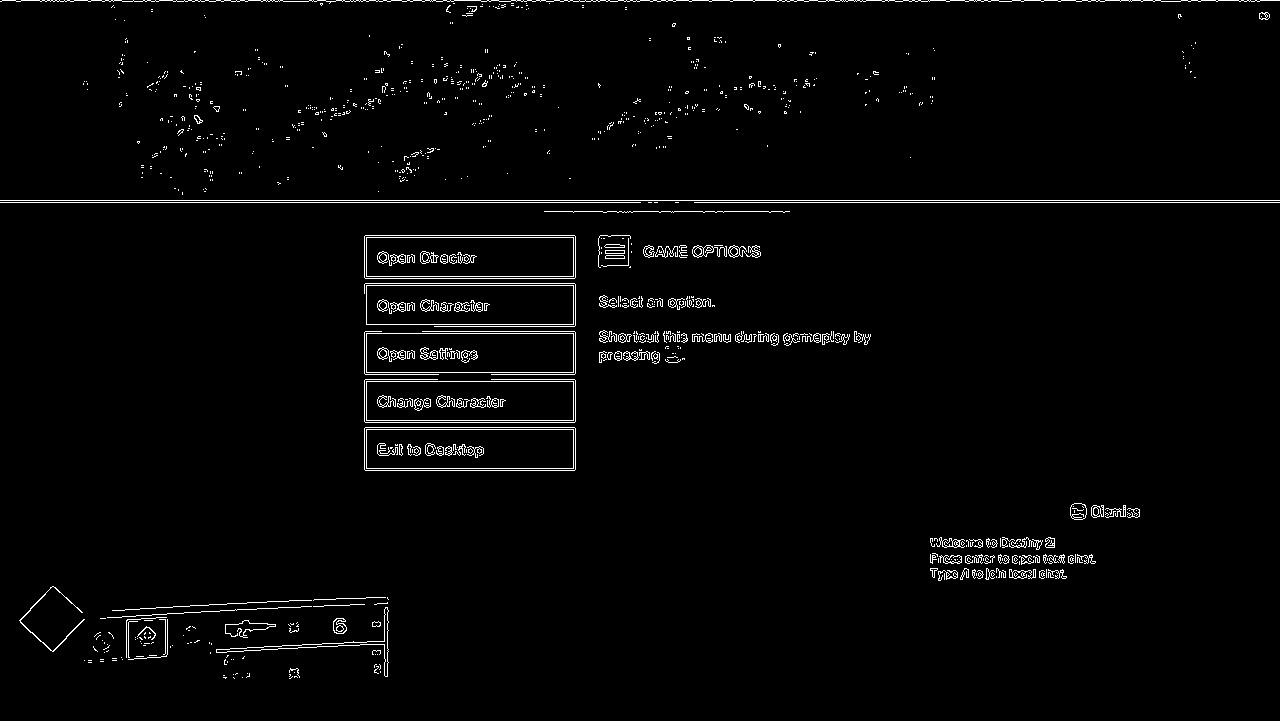 Open Director
GAME OPTIONS
Open Character
Select an option.
Open Settings
Shortcut this menu during gameplay by
pressing
Change Character
Exit to Desktop
Dismiss
Welcome to Destiny 2!
Press enter to open text chat.
Type /l to join local chat.
6
2